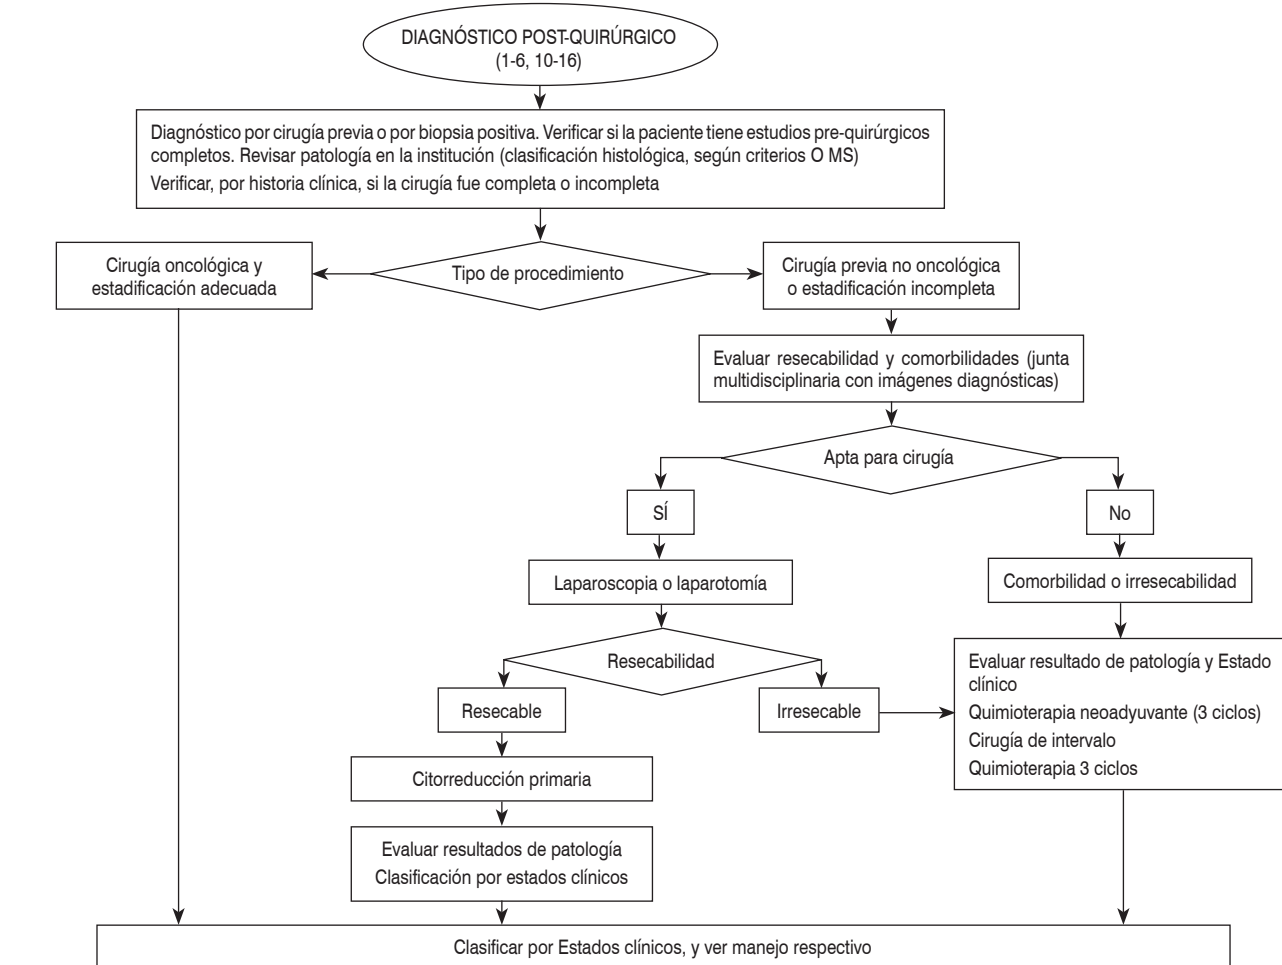 DIAGNÓSTICO POST-QUIRÚRGICO
(1-6, 10-16)
Diagnóstico por cirugía previa o por biopsia positiva. Verificar si la paciente tiene estudios pre-quirúrgicos
completos. Revisar patología en la institución (clasificación histológica, según criterios O MS)
Verificar, por historia clínica, si la cirugía fue completa o incompleta
Cirugía oncológica y
estadificación adecuada
Tipo de procedimiento
Cirugía previa no oncológica
o estadificación incompleta
Evaluar resecabilidad y comorbilidades (junta
multidisciplinaria con imágenes diagnósticas)
Apta para cirugía
SÍ
No
Laparoscopia o laparotomía
Comorbilidad o irresecabilidad
Resecabilidad
Resecable
Irresecable
Evaluar resultado de patología y Estado
clínico
Quimioterapia neoadyuvante (3 ciclos)
Cirugía de intervalo
Quimioterapia 3 ciclos
Citorreducción primaria
Evaluar resultados de patología
Clasificación por estados clínicos
Clasificar por Estados clínicos, y ver manejo respectivo